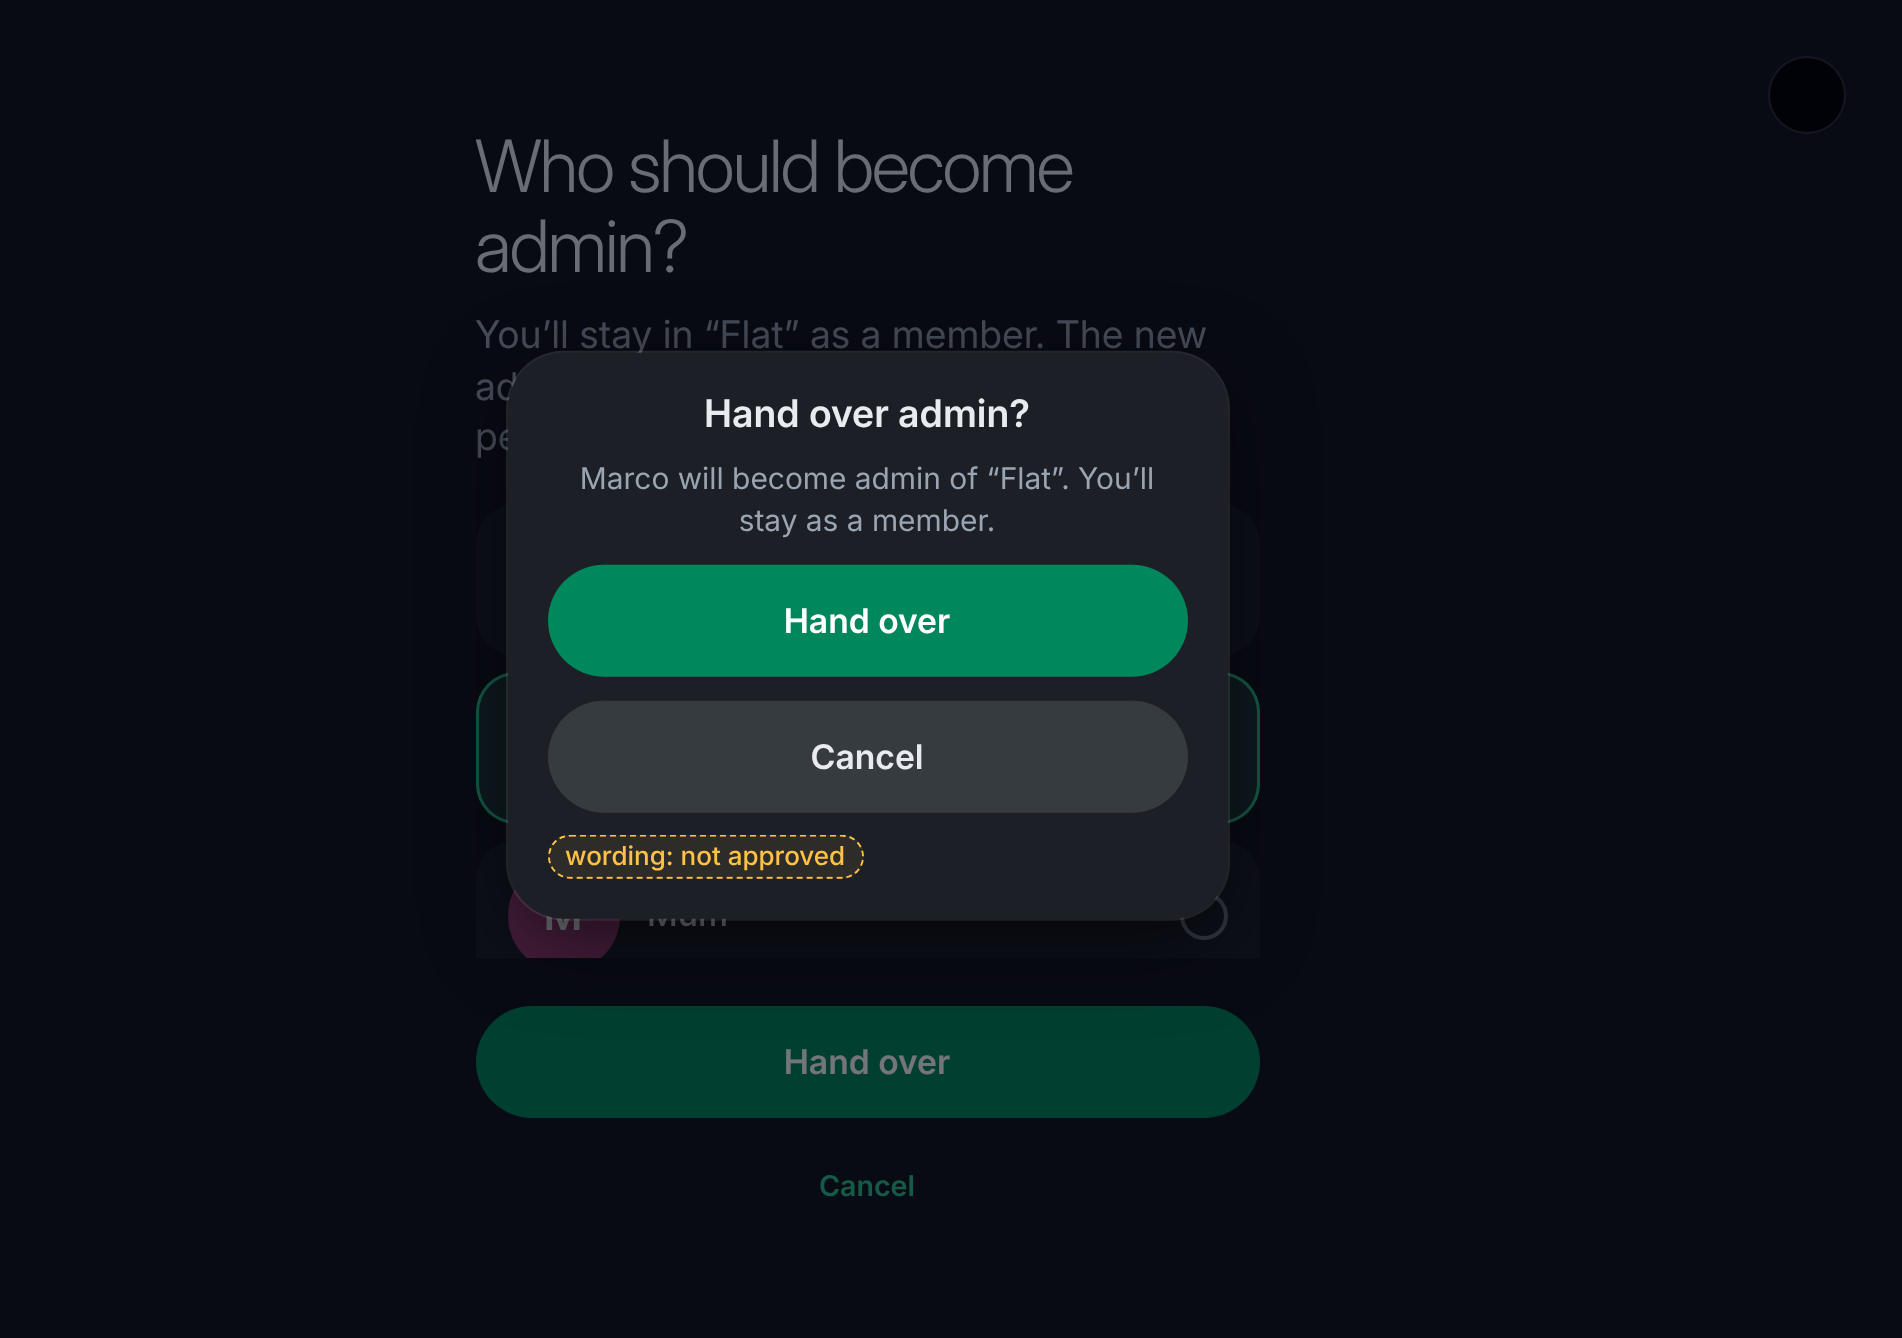 Who should become
admin?
You’ll stay in “Flat” as a member. The new
Hand over admin?
Marco will become admin of “Flat”. You’ll
stay as a member.
Hand over
Cancel
wording: not approved
M Mum
Hand over
Cancel